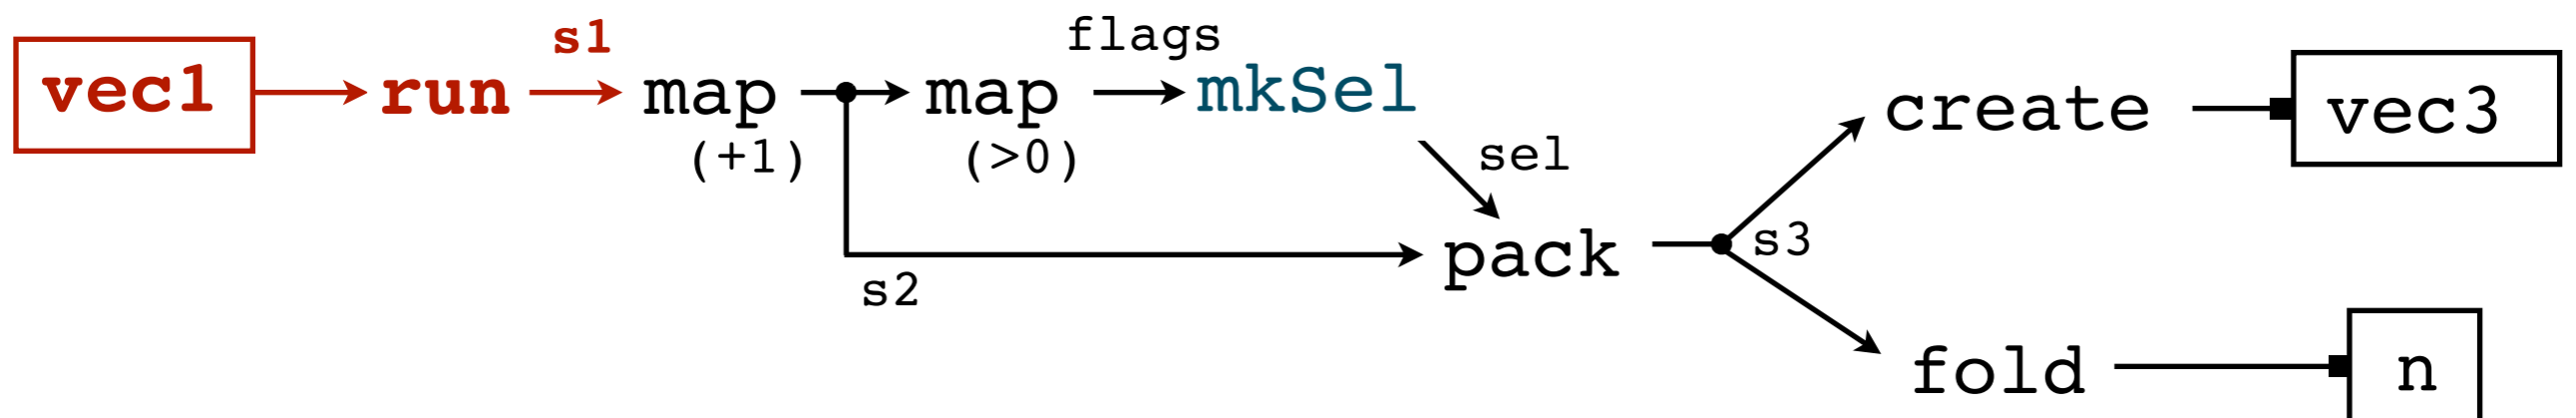 vec1 run s1 map (+1) map (>0) flags mkSel
sel
s2
pack
s3
create vec3
fold n